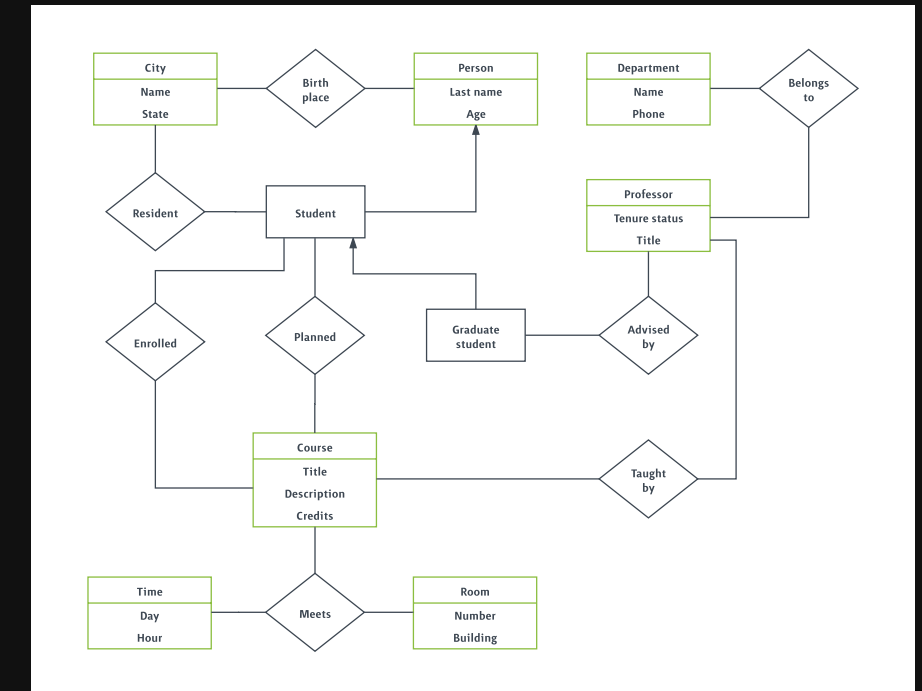 City
Name
State
Birth
place
Person
Last name
Age
Department
Name
Phone
Belongs
to
Resident
Student
Professor
Tenure status
Title
Enrolled
Planned
Graduate
student
Advised
by
Course
Title
Description
Credits
Taught
by
Time
Day
Hour
Meets
Room
Number
Building